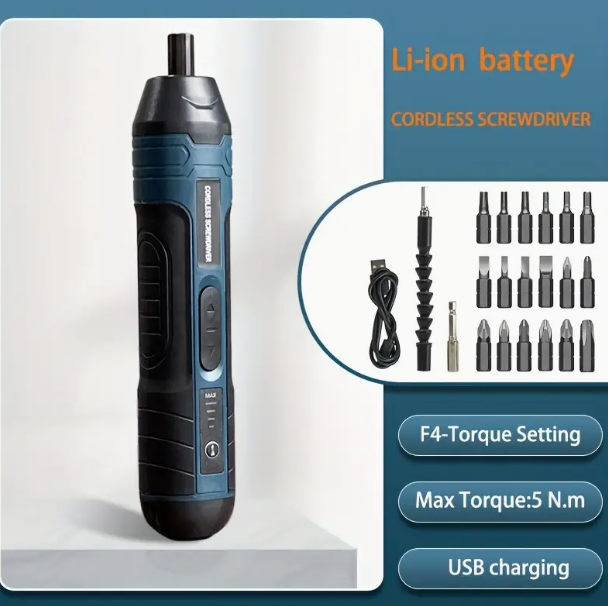 Li-ion battery
CORDLESS SCREWDRIVER
CORDLESS SCREWDRIVER
MAX
F4-Torque Setting
Max Torque:5 N.m
USB charging